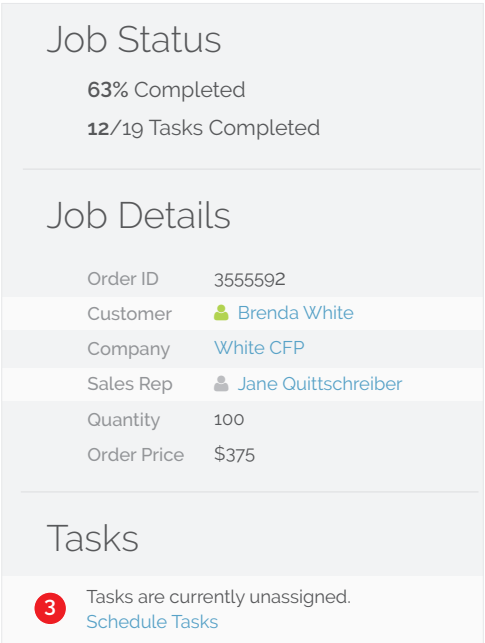 Job Status
63% Completed
12/19 Tasks Completed
Job Details
Order ID 3555592
Customer Brenda White
Company White CFP
Sales Rep Jane Quittschreiber
Quantity 100
Order Price $375
Tasks
3 Tasks are currently unassigned.
Schedule Tasks